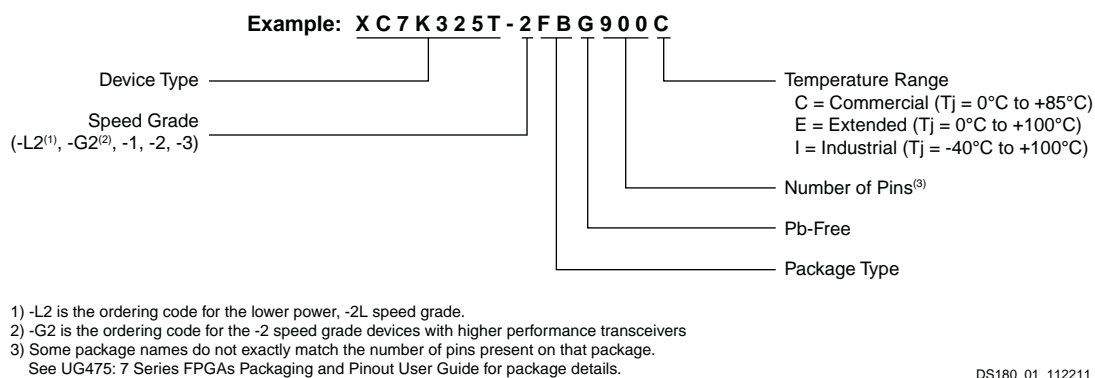 Example: XC7K325T-2FBG900C
Device Type
Speed Grade
(-L2(1), -G2(2), -1, -2, -3)
Temperature Range
C = Commercial (Tj = 0°C to +85°C)
E = Extended (Tj = 0°C to +100°C)
I = Industrial (Tj = -40°C to +100°C)
Number of Pins(3)
Pb-Free
Package Type
1) -L2 is the ordering code for the lower power, -2L speed grade.
2) -G2 is the ordering code for the -2 speed grade devices with higher performance transceivers
3) Some package names do not exactly match the number of pins present on that package.
See UG475: 7 Series FPGAs Packaging and Pinout User Guide for package details.
DS180_01_112211